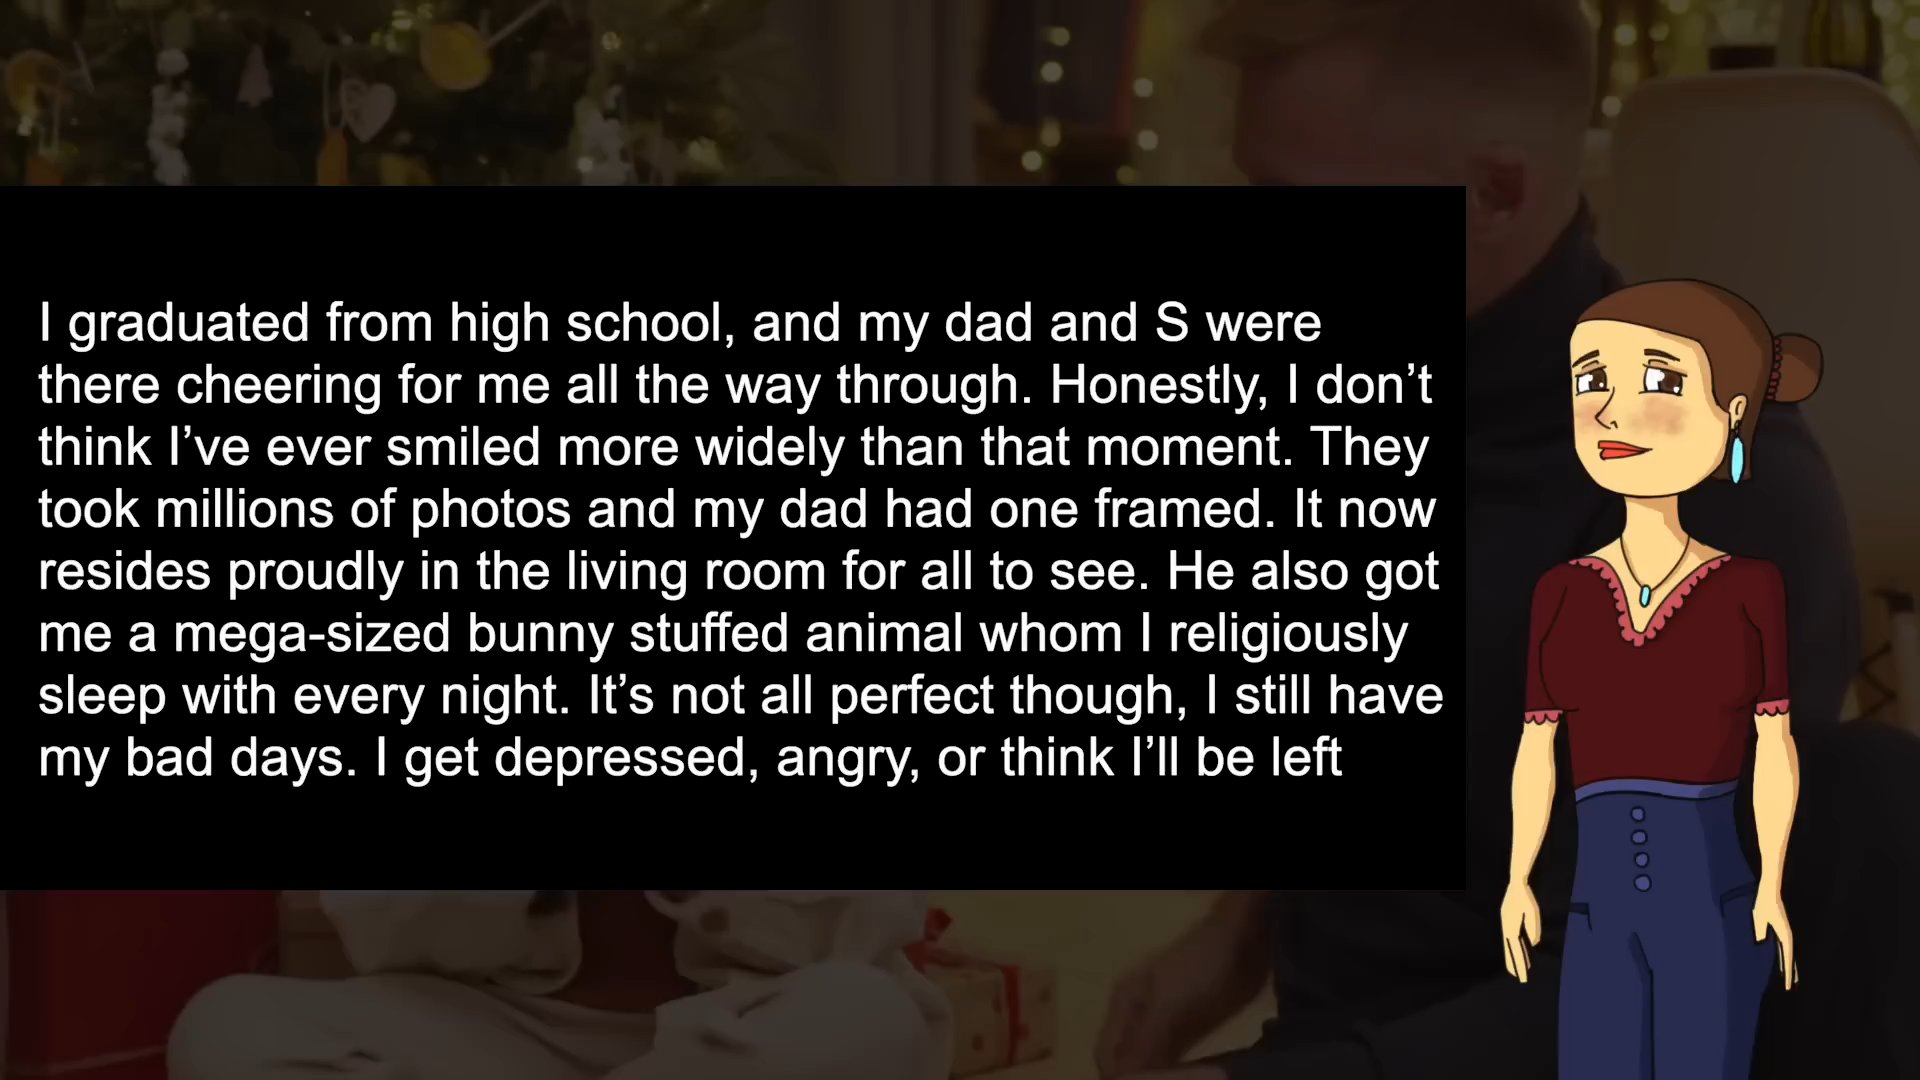 I graduated from high school, and my dad and S were
there cheering for me all the way through. Honestly, I don’t
think I’ve ever smiled more widely than that moment. They
took millions of photos and my dad had one framed. It now
resides proudly in the living room for all to see. He also got
me a mega-sized bunny stuffed animal whom I religiously
sleep with every night. It’s not all perfect though, I still have
my bad days. I get depressed, angry, or think I’ll be left